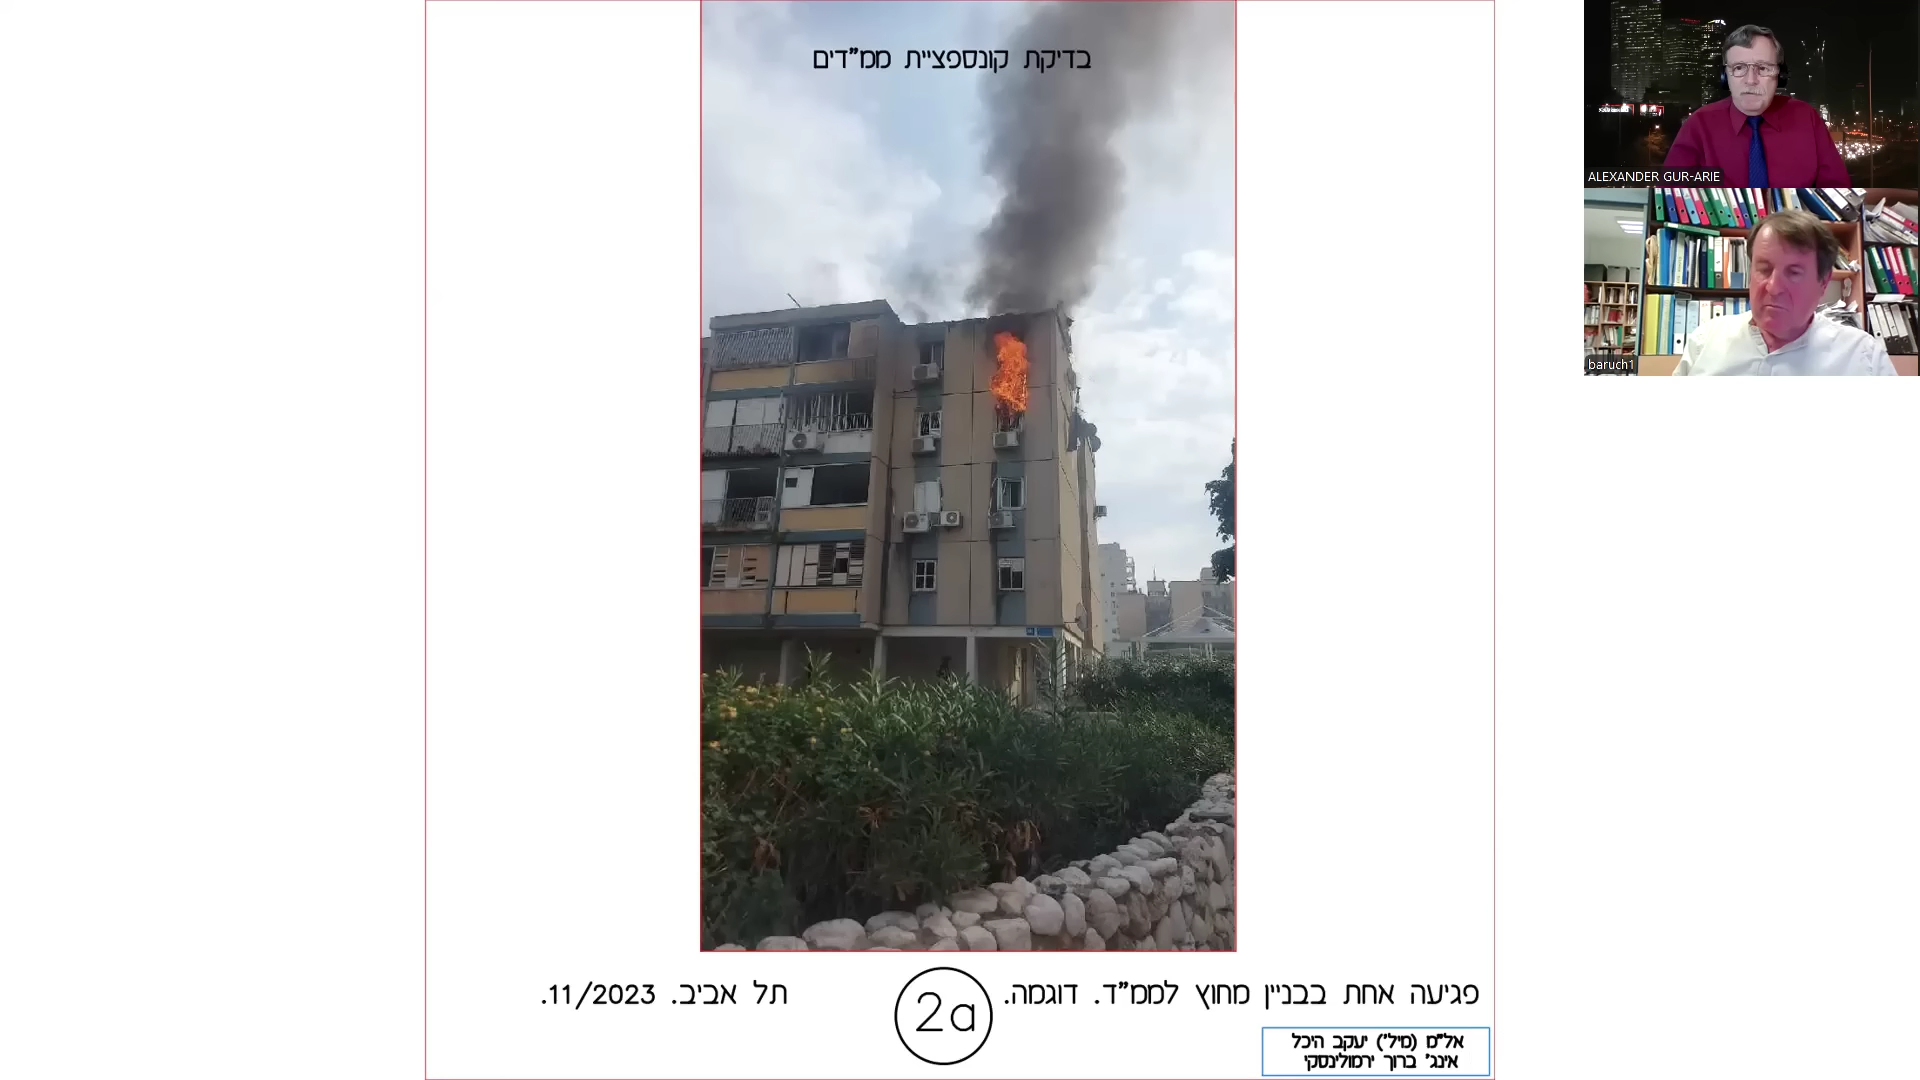 בדיקת קונספציית ממ"דים
פגיעה אחת בבניין מחוץ לממ"ד. דוגמה.
2a
תל אביב. 11/2023.
אל"מ (מיל') יעקב היכל
אינג' ברוך ירמולינסקי
ALEXANDER GUR-ARIE
baruch1